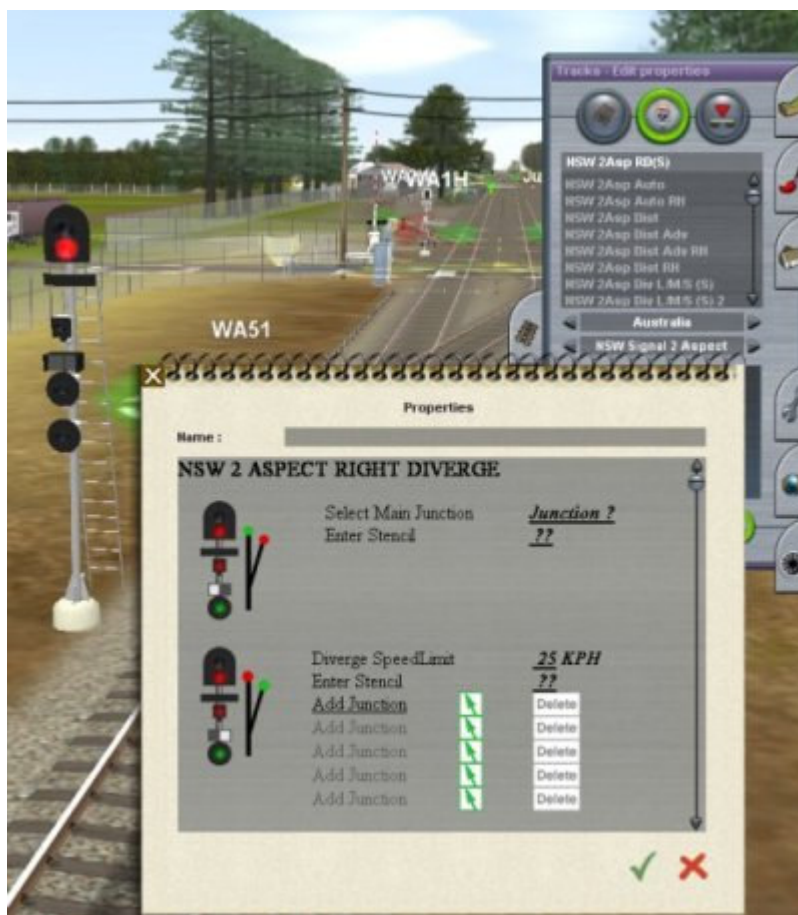 Tracks - Edit properties
NSW 2Asp RD(S)
NSW 2Asp Auto
NSW 2Asp Auto RH
NSW 2Asp Dist
NSW 2Asp Dist Adv
NSW 2Asp Dist Adv RH
NSW 2Asp Dist RH
NSW 2Asp Div L/M/S (S)
NSW 2Asp Div L/M/S (S) 2
Australia
NSW Signal 2 Aspect
WA1H
WA51
Properties
Name :
NSW 2 ASPECT RIGHT DIVERGE
Select Main Junction Junction ?
Enter Stencil ??
Diverge SpeedLimit 25 KPH
Enter Stencil ??
Add Junction Delete
Add Junction Delete
Add Junction Delete
Add Junction Delete
Add Junction Delete